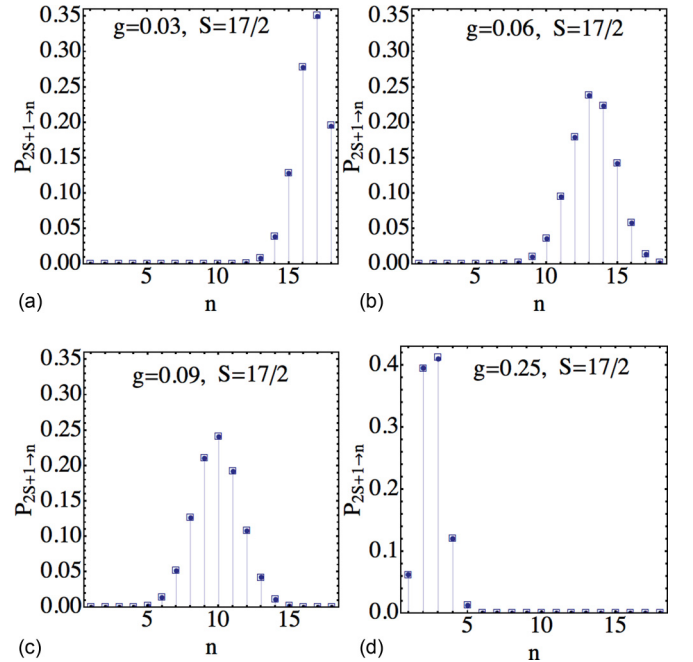 g=0.03, S=17/2
0.35
0.30
0.25
0.20
0.15
0.10
0.05
0.00
P2S+1→n
5 10 15
n
(a)
g=0.06, S=17/2
0.35
0.30
0.25
0.20
0.15
0.10
0.05
0.00
P2S+1→n
5 10 15
n
(b)
g=0.09, S=17/2
0.35
0.30
0.25
0.20
0.15
0.10
0.05
0.00
P2S+1→n
5 10 15
n
(c)
g=0.25, S=17/2
0.4
0.3
0.2
0.1
0.0
P2S+1→n
5 10 15
n
(d)